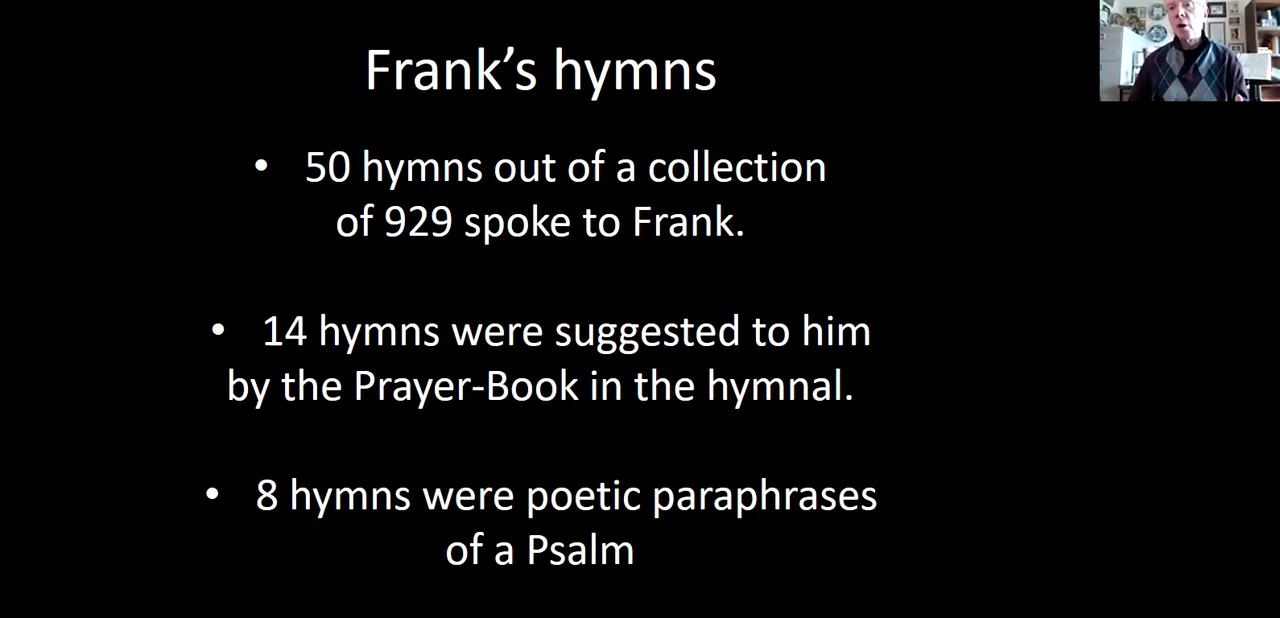 Frank’s hymns
• 50 hymns out of a collection
of 929 spoke to Frank.
• 14 hymns were suggested to him
by the Prayer-Book in the hymnal.
• 8 hymns were poetic paraphrases
of a Psalm